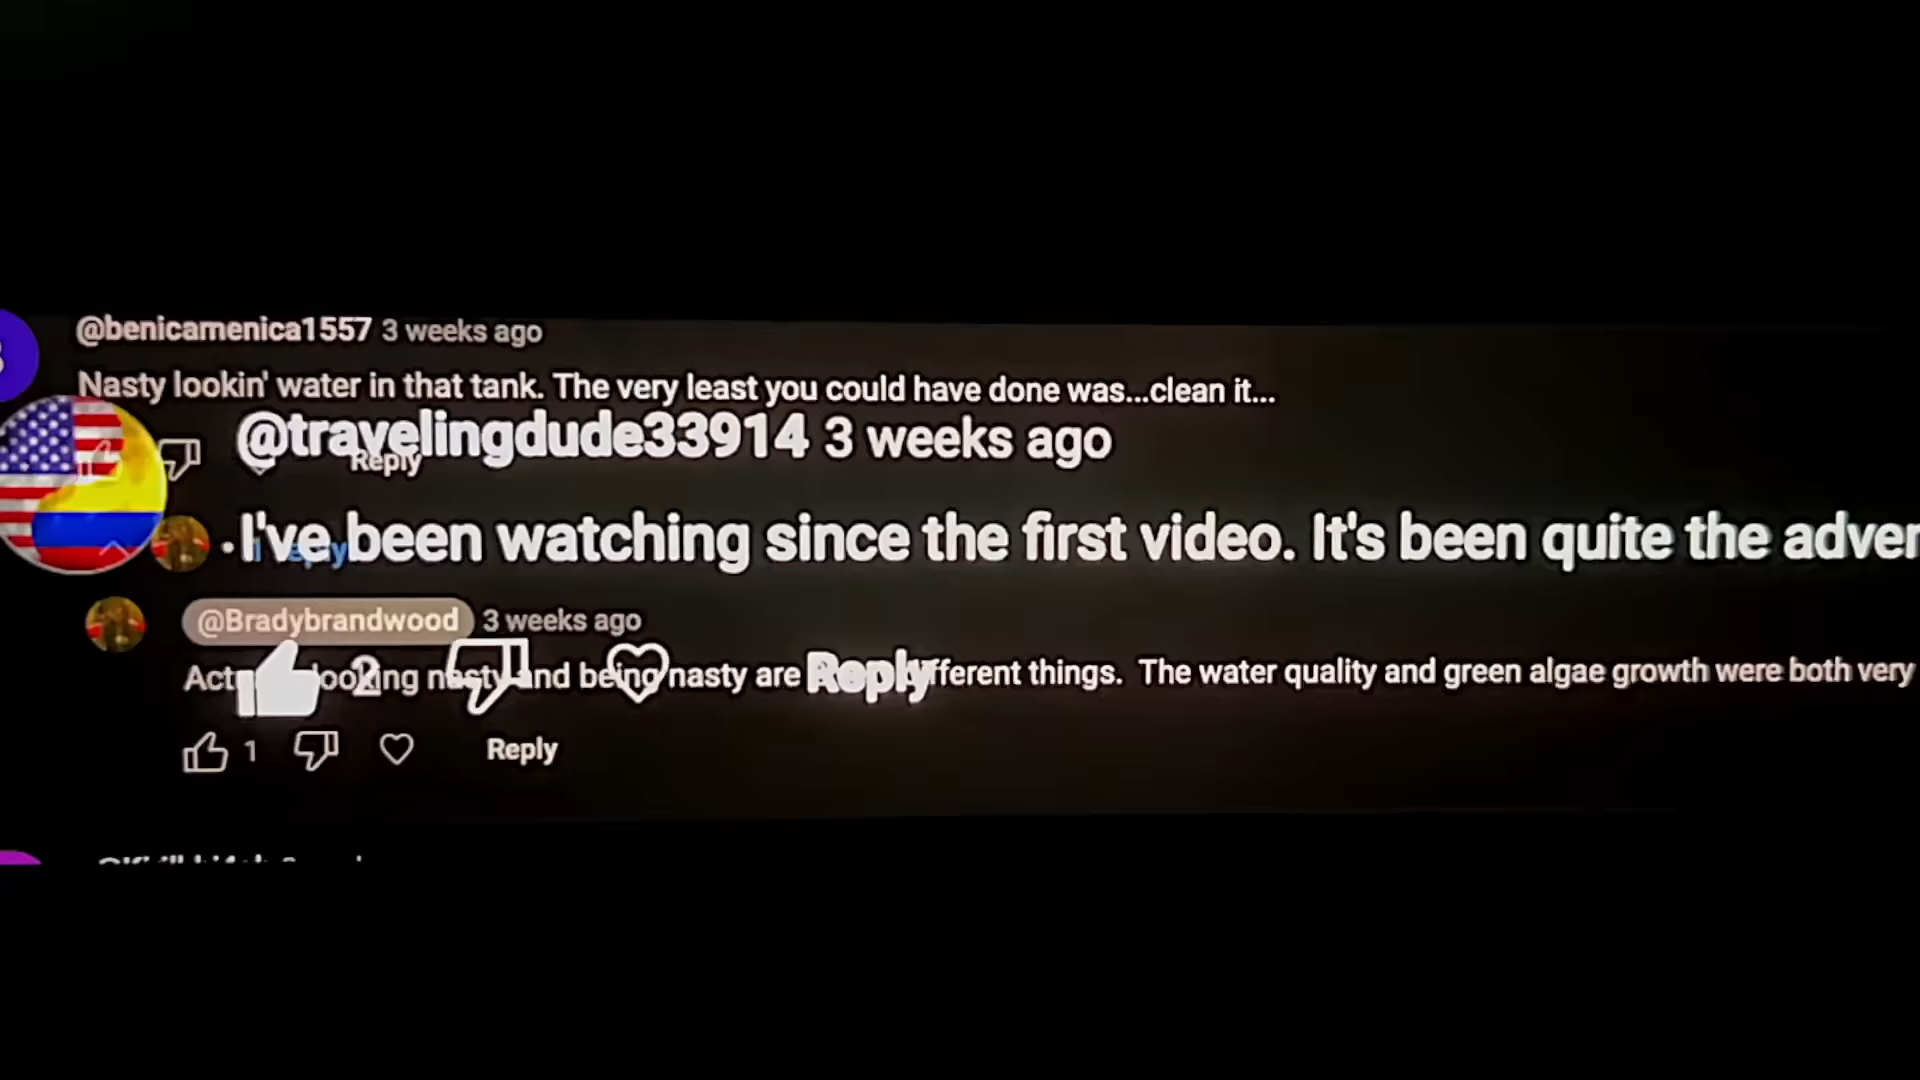 @benicamenica1557 3 weeks ago
Nasty lookin' water in that tank. The very least you could have done was...clean it...
@travelingdude33914 3 weeks ago
Reply
I've been watching since the first video. It's been quite the adver
@Bradybrandwood 3 weeks ago
looking nasty and being nasty are things. The water quality and green algae growth were both very
2 Reply
1 Reply